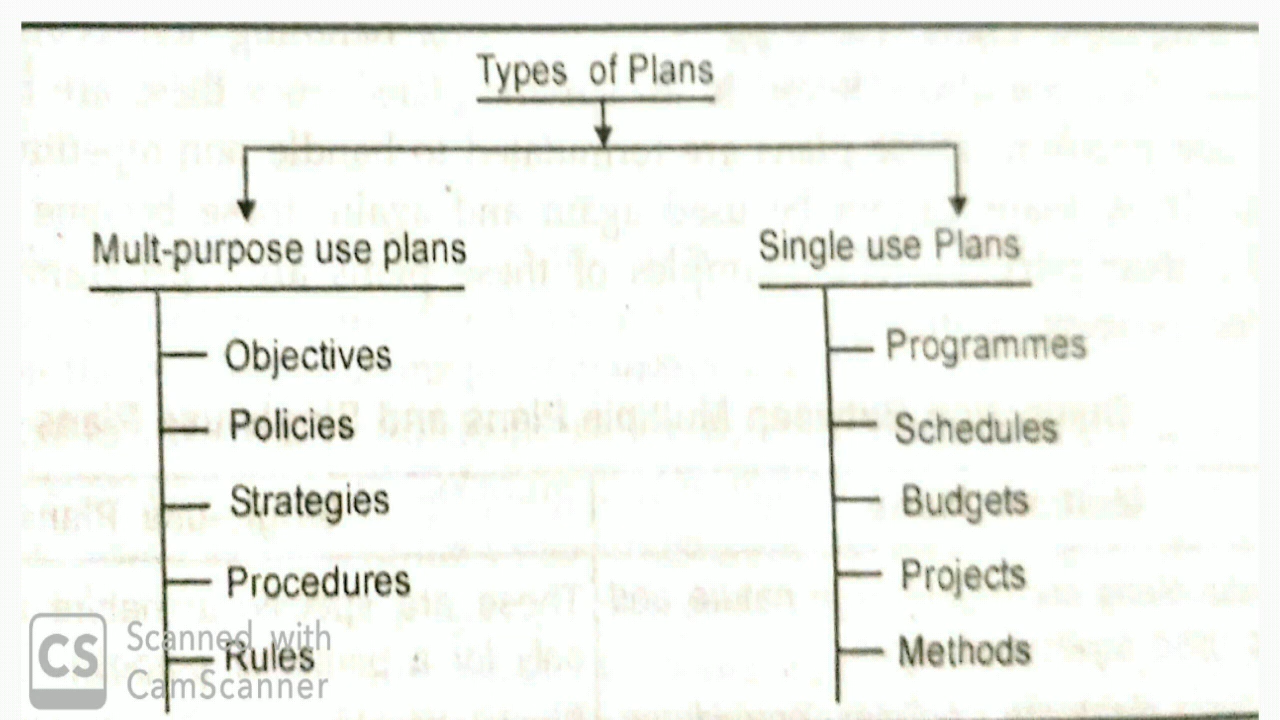 Types of Plans
Mult-purpose use plans
Objectives
Policies
Strategies
Procedures
Rules
Single use Plans
Programmes
Schedules
Budgets
Projects
Methods
CS
Scanned with
CamScanner